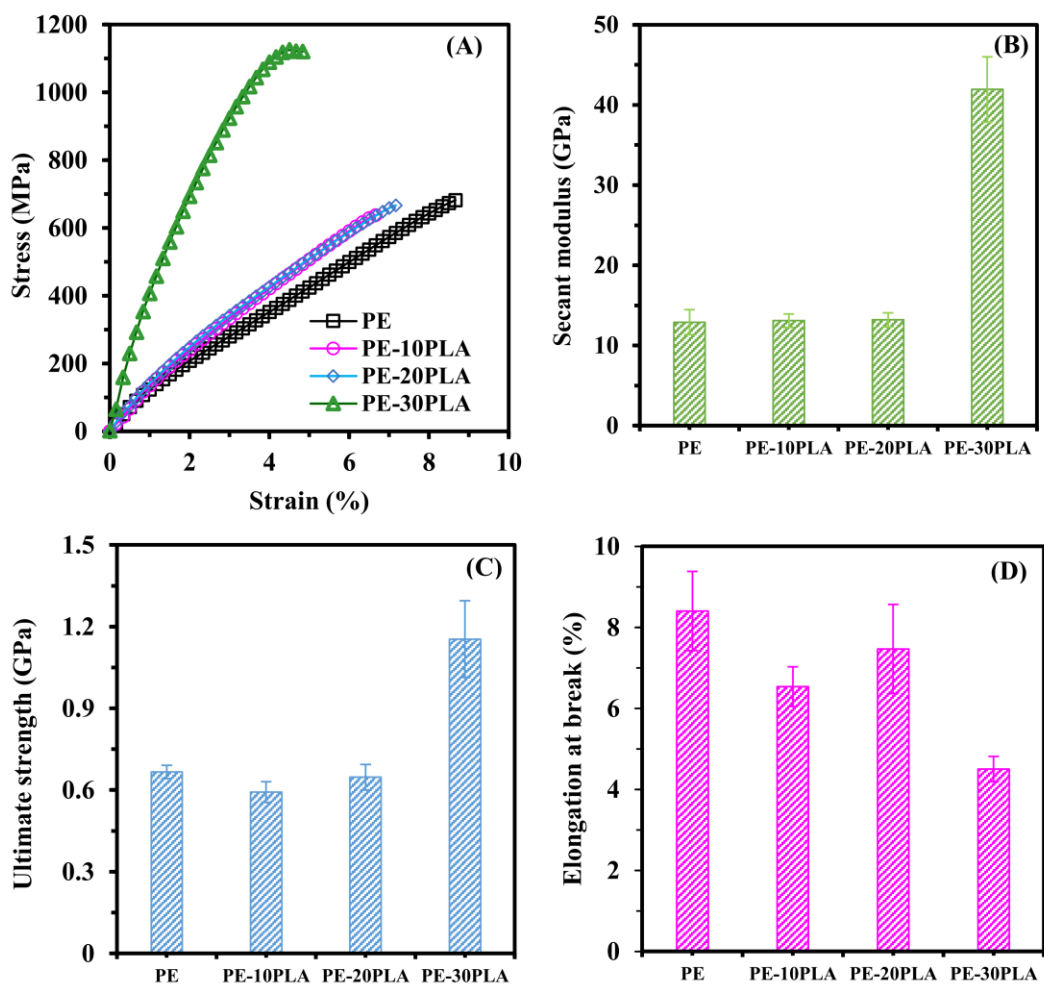 1200
1000
800
600
400
200
0
Stress (MPa)
(A)
PE
PE-10PLA
PE-20PLA
PE-30PLA
0 2 4 6 8 10
Strain (%)
50
40
30
20
10
0
Secant modulus (GPa)
(B)
PE PE-10PLA PE-20PLA PE-30PLA
1.5
1.2
0.9
0.6
0.3
0
Ultimate strength (GPa)
(C)
PE PE-10PLA PE-20PLA PE-30PLA
10
8
6
4
2
0
Elongation at break (%)
(D)
PE PE-10PLA PE-20PLA PE-30PLA